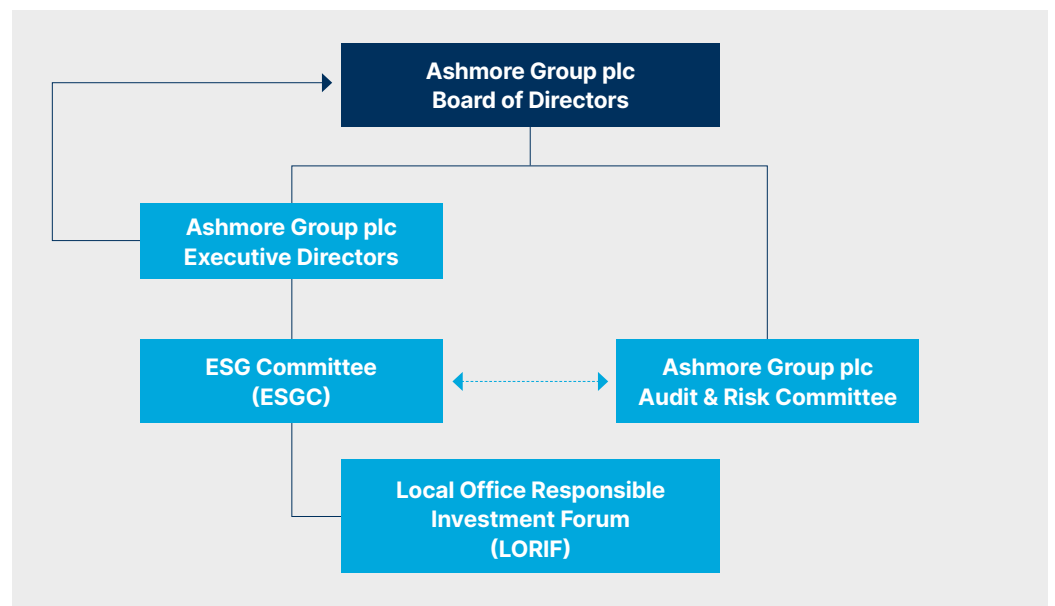 Ashmore Group plc
Board of Directors
Ashmore Group plc
Executive Directors
ESG Committee
(ESGC)
Ashmore Group plc
Audit & Risk Committee
Local Office Responsible
Investment Forum
(LORIF)